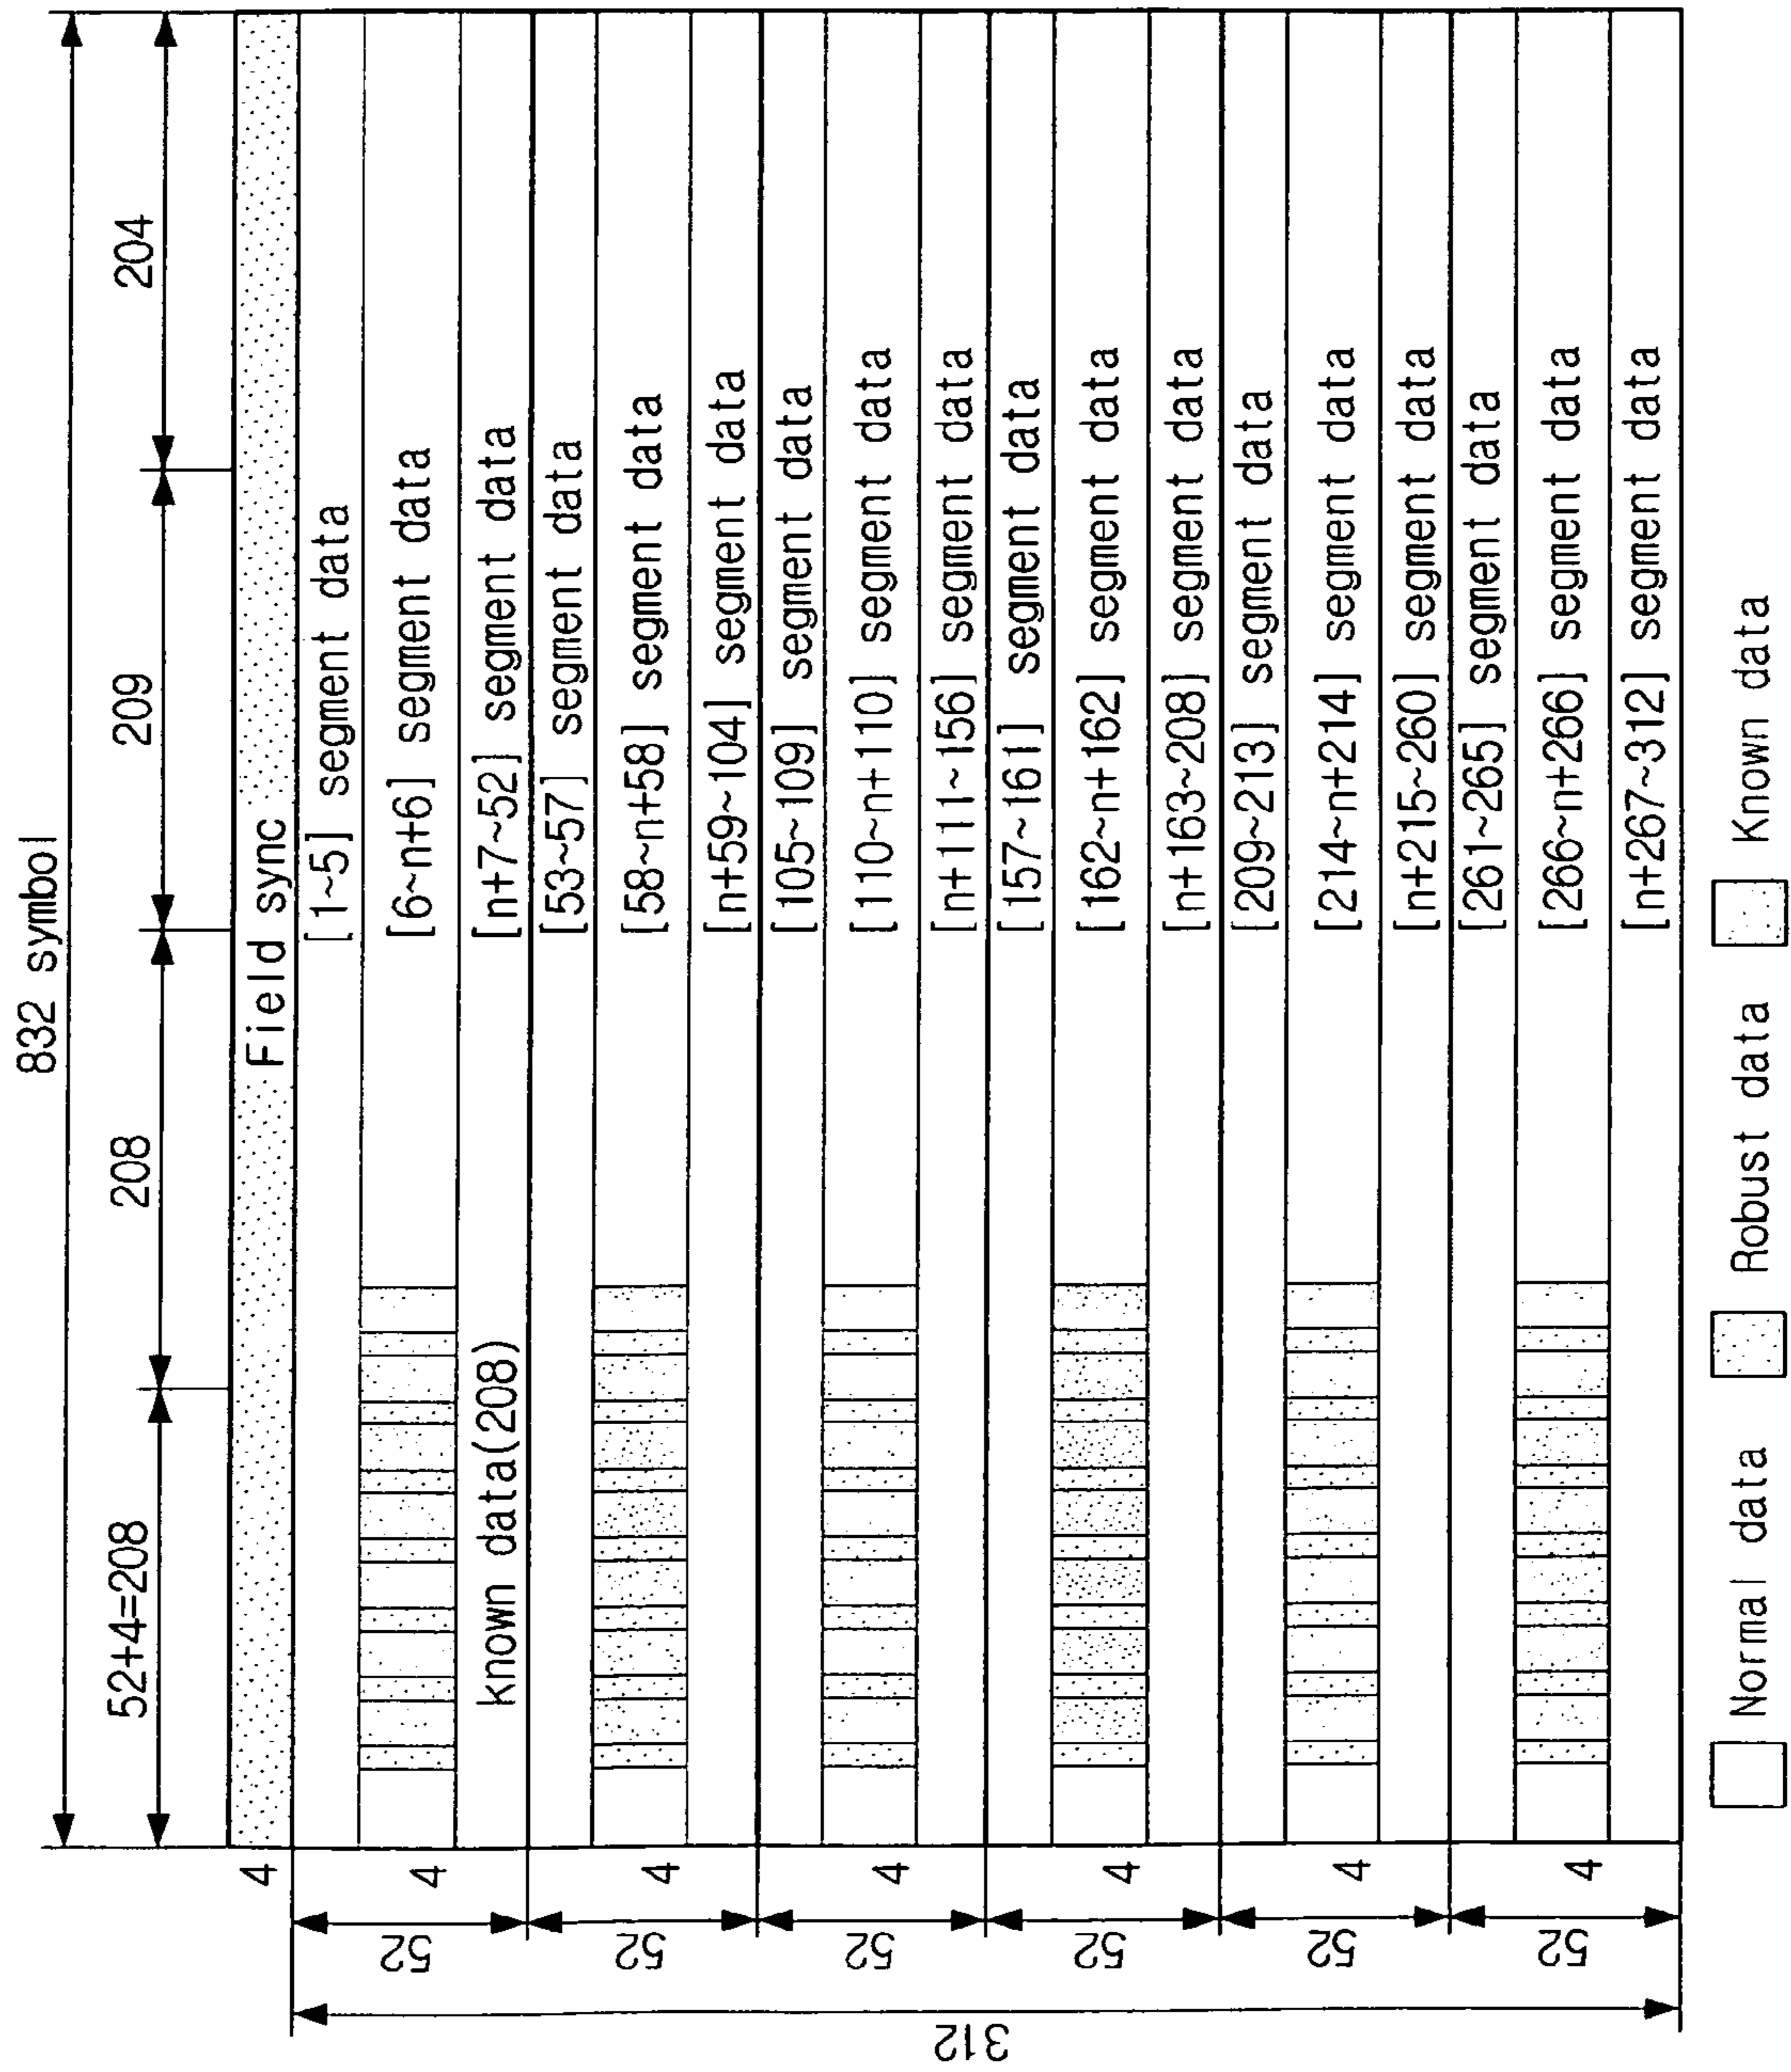 832 symbol
52+4=208
208
209
204
4
Field sync
[1~5] segment data
4
[6~n+6] segment data
known data(208)
[n+7~52] segment data
52
[53~57] segment data
4
[58~n+58] segment data
[n+59~104] segment data
52
[105~109] segment data
4
[110~n+110] segment data
[n+111~156] segment data
52
[157~161] segment data
4
[162~n+162] segment data
[n+163~208] segment data
52
[209~213] segment data
4
[214~n+214] segment data
[n+215~260] segment data
52
[261~265] segment data
4
[266~n+266] segment data
[n+267~312] segment data
52
312
Normal data
Robust data
Known data